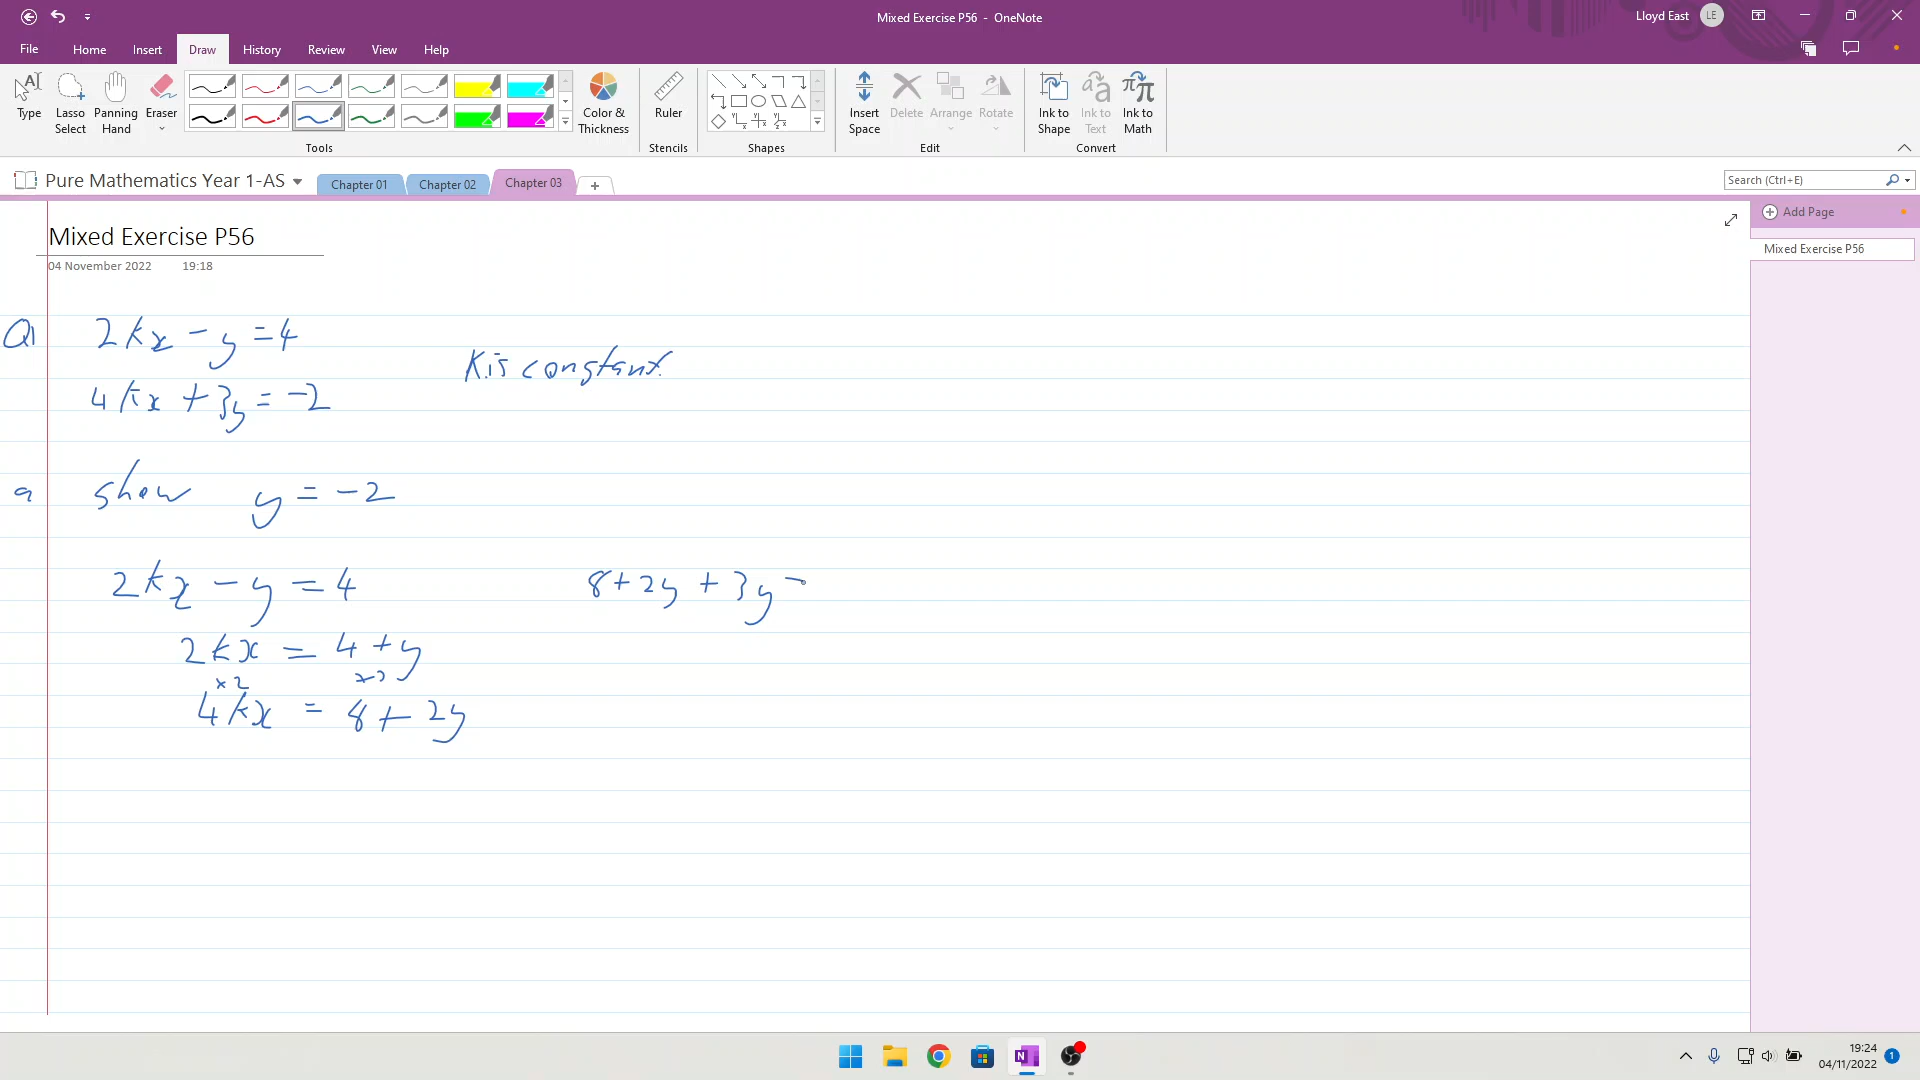 Mixed Exercise P56 - OneNote
Lloyd East LE
File Home Insert Draw History Review View Help
Type
Lasso Select
Panning Hand
Eraser
Color & Thickness
Ruler
Insert Space
Delete
Arrange
Rotate
Ink to Shape
Ink to Text
Ink to Math
Tools Stencils Shapes Edit Convert
Pure Mathematics Year 1-AS Chapter 01 Chapter 02 Chapter 03
Search (Ctrl+E)
Add Page
Mixed Exercise P56
Mixed Exercise P56
04 November 2022 19:18
Q1 2kx - y = 4
K is constant.
4kx + 3y = -2
a show y = -2
2kx - y = 4
8 + 2y + 3y =
2kx = 4 + y
×2 ×2
4kx = 8 + 2y
19:24
04/11/2022 1